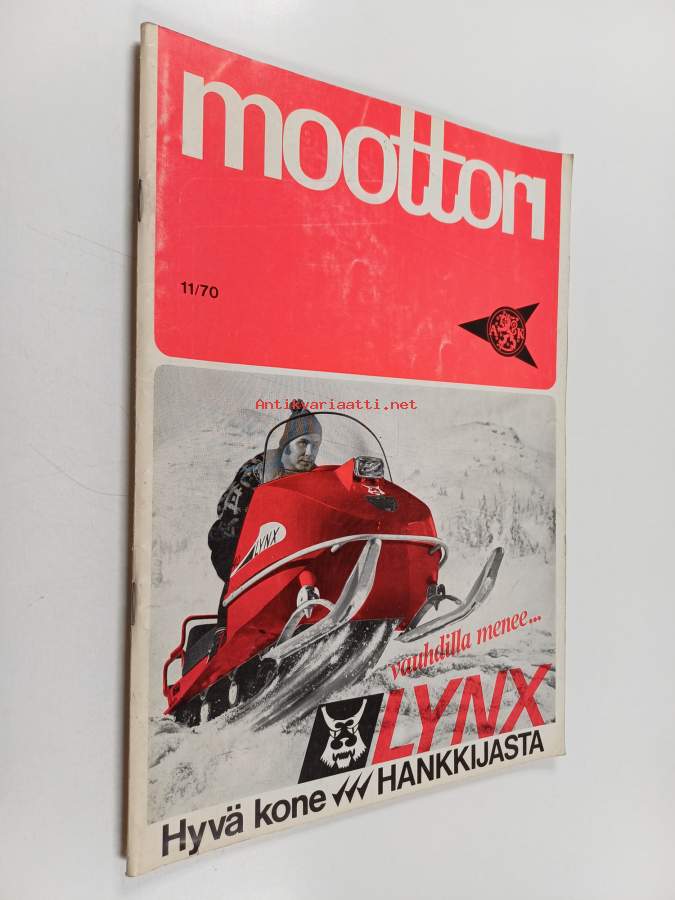 moottori
11/70
A K
Antikvariaatti.net
LYNX
vauhdilla menee...
LYNX
Hyvä kone HANKKIJASTA